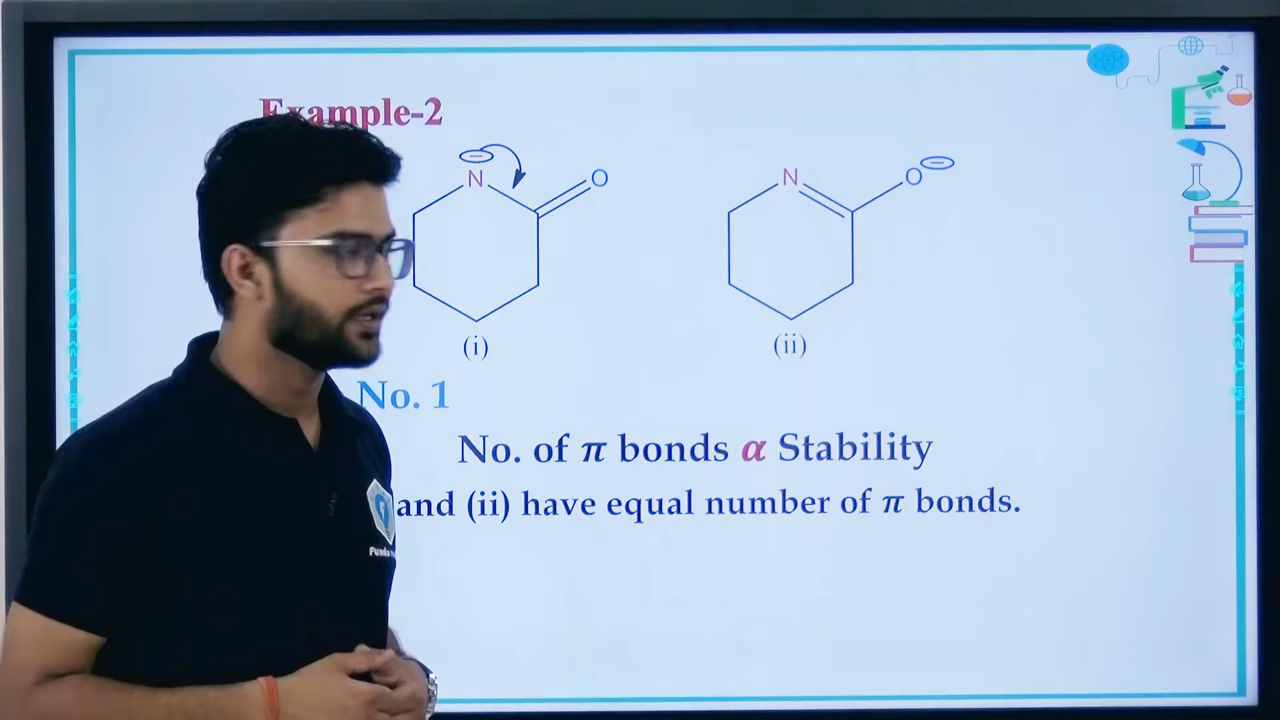 Example-2
N O
N O
(i) (ii)
No. 1
No. of π bonds α Stability
and (ii) have equal number of π bonds.